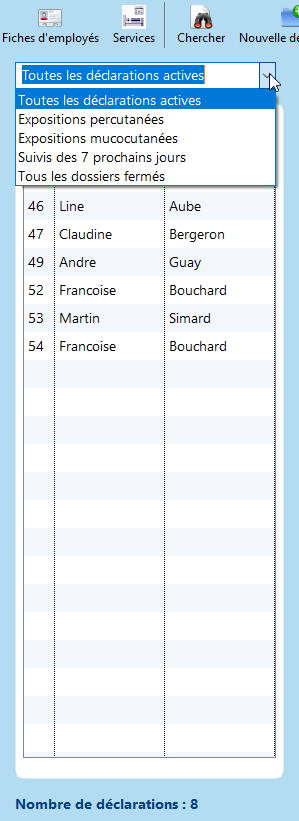 Fiches d'employés Services Chercher Nouvelle de
Toutes les déclarations actives
Toutes les déclarations actives
Expositions percutanées
Expositions mucocutanées
Suivis des 7 prochains jours
Tous les dossiers fermés
46 Line Aube
47 Claudine Bergeron
49 Andre Guay
52 Francoise Bouchard
53 Martin Simard
54 Francoise Bouchard
Nombre de déclarations : 8